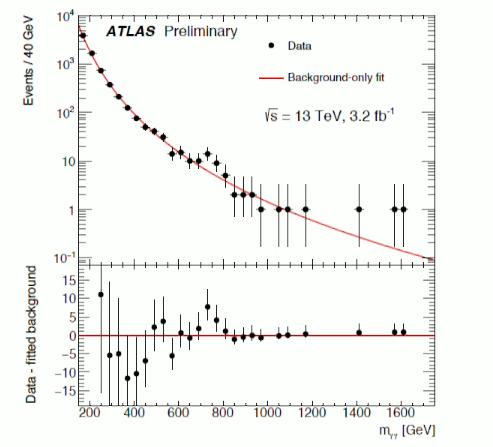 ATLAS Preliminary
Data
Background-only fit
√s = 13 TeV, 3.2 fb⁻¹
Events / 40 GeV
10⁴
10³
10²
10
1
10⁻¹
Data - fitted background
15
10
5
0
−5
−10
−15
200 400 600 800 1000 1200 1400 1600
mγγ [GeV]